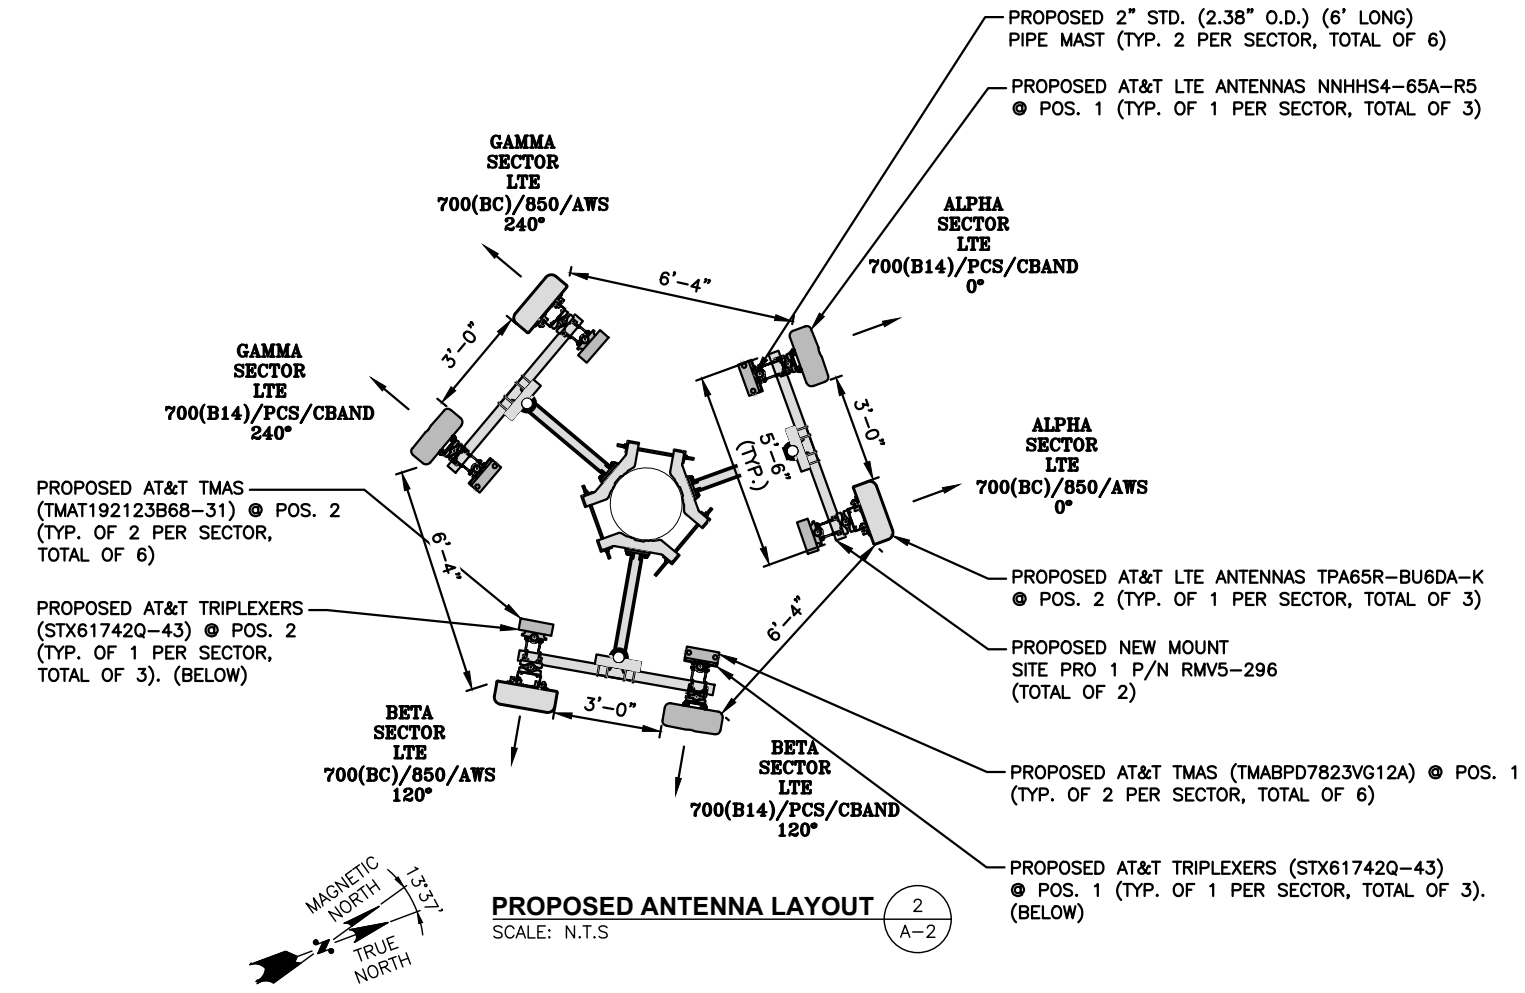 PROPOSED 2” STD. (2.38” O.D.) (6’ LONG)
PIPE MAST (TYP. 2 PER SECTOR, TOTAL OF 6)
PROPOSED AT&T LTE ANTENNAS NNHHS4-65A-R5
@ POS. 1 (TYP. OF 1 PER SECTOR, TOTAL OF 3)
GAMMA
SECTOR
LTE
700(BC)/850/AWS
240°
ALPHA
SECTOR
LTE
700(B14)/PCS/CBAND
0°
6’-4”
3’-0”
GAMMA
SECTOR
LTE
700(B14)/PCS/CBAND
240°
3’-0”
5’-6”
(TYP.)
ALPHA
SECTOR
LTE
700(BC)/850/AWS
0°
PROPOSED AT&T TMAS
(TMAT192123B68-31) @ POS. 2
(TYP. OF 2 PER SECTOR,
TOTAL OF 6)
6’-4”
PROPOSED AT&T TRIPLEXERS
(STX61742Q-43) @ POS. 2
(TYP. OF 1 PER SECTOR,
TOTAL OF 3). (BELOW)
6’-4”
PROPOSED AT&T LTE ANTENNAS TPA65R-BU6DA-K
@ POS. 2 (TYP. OF 1 PER SECTOR, TOTAL OF 3)
PROPOSED NEW MOUNT
SITE PRO 1 P/N RMV5-296
(TOTAL OF 2)
3’-0”
BETA
SECTOR
LTE
700(BC)/850/AWS
120°
BETA
SECTOR
LTE
700(B14)/PCS/CBAND
120°
PROPOSED AT&T TMAS (TMABPD7823VG12A) @ POS. 1
(TYP. OF 2 PER SECTOR, TOTAL OF 6)
PROPOSED AT&T TRIPLEXERS (STX61742Q-43)
@ POS. 1 (TYP. OF 1 PER SECTOR, TOTAL OF 3).
(BELOW)
MAGNETIC
NORTH
13°37’
N
TRUE
NORTH
PROPOSED ANTENNA LAYOUT
SCALE: N.T.S
2
A-2